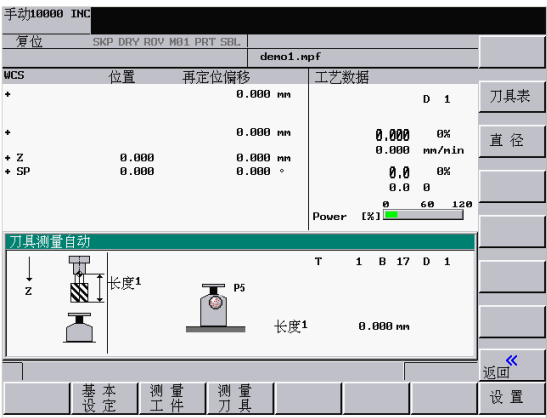 手动10000 INC
复位 SKP DRY ROV M01 PRT SBL
demo1.mpf
WCS 位置 再定位偏移 工艺数据
+ 0.000 mm D 1 刀具表
+ 0.000 mm 0.000 0% 直径
0.000 mm/min
+ Z 0.000 0.000 mm
+ SP 0.000 0.000 ° 0.0 0%
0.0 0
0 60 120
Power [%]
刀具测量自动
T 1 B 17 D 1
长度1
Z P5
长度1 0.000 mm
« 返回
基本设定 测量工件 测量刀具 设置